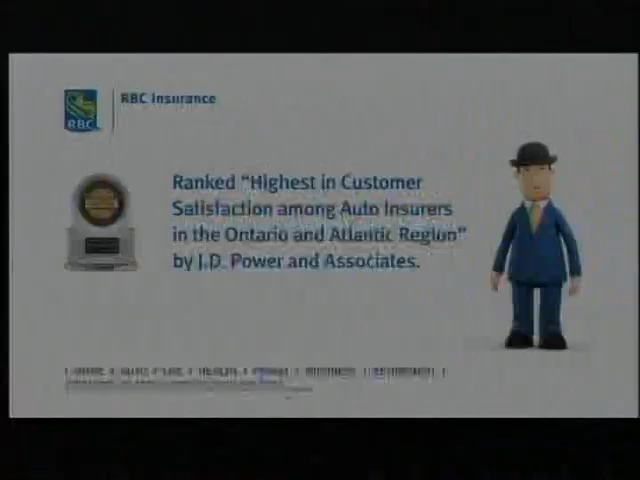 RBC
RBC Insurance
Ranked "Highest in Customer
Satisfaction among Auto Insurers
in the Ontario and Atlantic Region"
by J.D. Power and Associates.